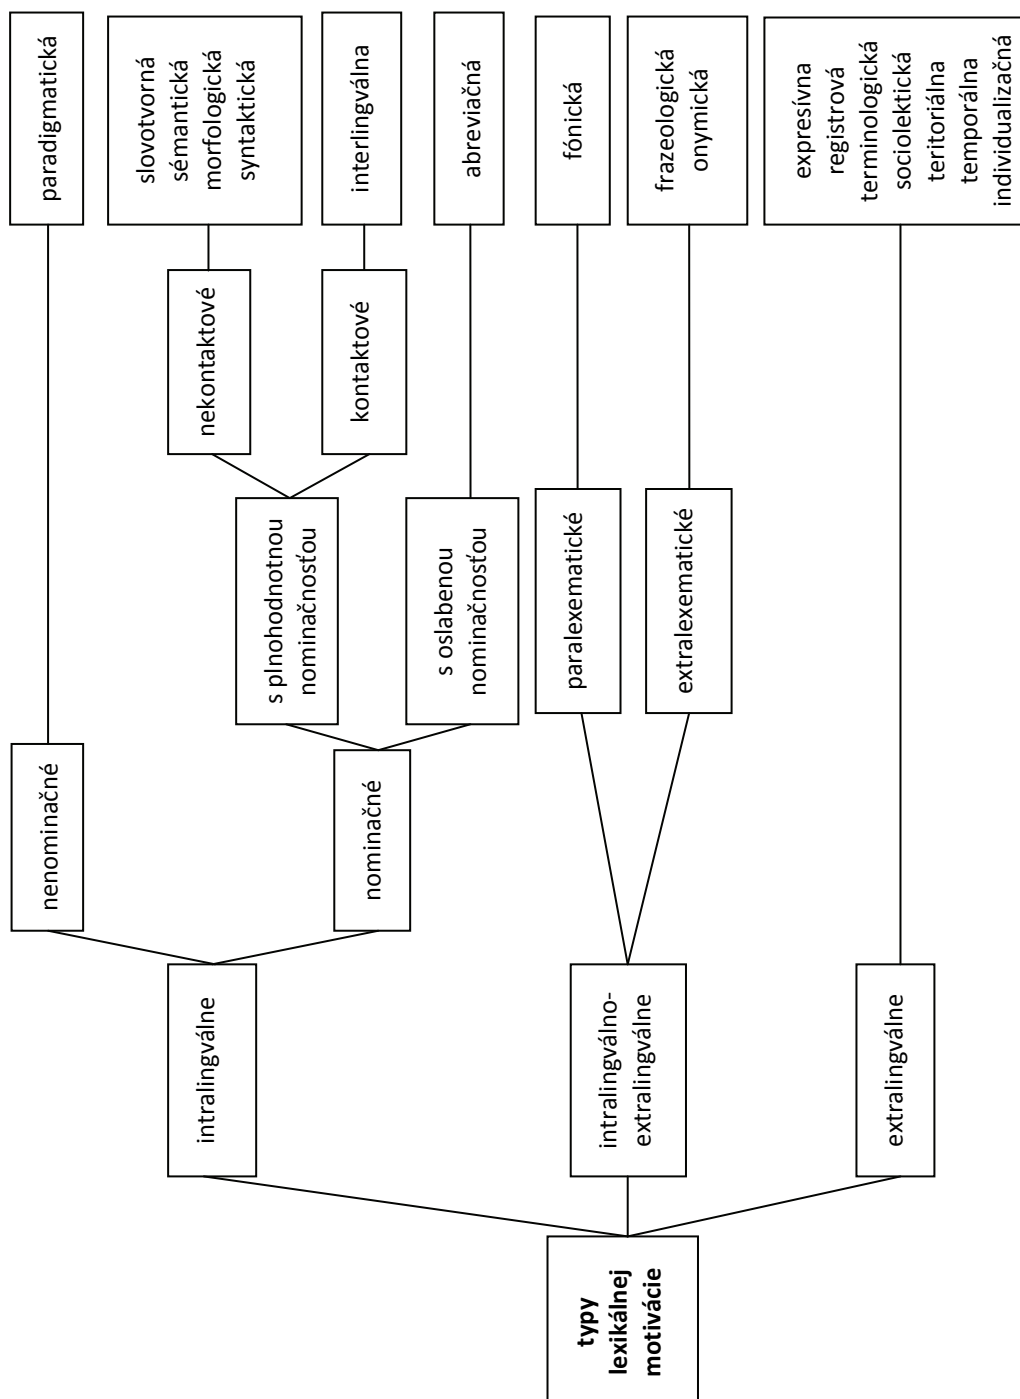 typy
lexikálnej
motivácie
intralingválne
intralingválno-
extralingválne
extralingválne
nenominačné
nominačné
s plnohodnotnou
nominačnosťou
s oslabenou
nominačnosťou
paralexematické
extralexematické
nekontaktové
kontaktové
paradigmatická
slovotvorná
sémantická
morfologická
syntaktická
interlingválna
abreviačná
fónická
frazeologická
onymická
expresívna
registrová
terminologická
sociolektická
teritoriálna
temporálna
individualizačná